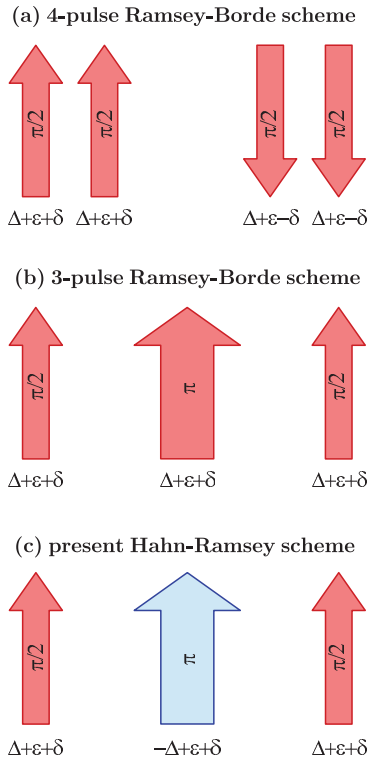 (a) 4-pulse Ramsey-Borde scheme
π/2 π/2 π/2 π/2
Δ+ε+δ Δ+ε+δ Δ+ε−δ Δ+ε−δ
(b) 3-pulse Ramsey-Borde scheme
π/2 π π/2
Δ+ε+δ Δ+ε+δ Δ+ε+δ
(c) present Hahn-Ramsey scheme
π/2 π π/2
Δ+ε+δ −Δ+ε+δ Δ+ε+δ